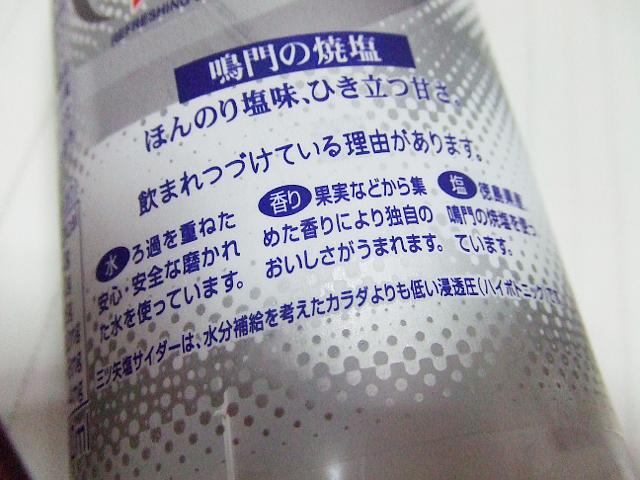 REFRESHING
鳴門の焼塩
ほんのり塩味、ひき立つ甘さ。
飲まれつづけている理由があります。
水 ろ過を重ねた
安心・安全な磨かれ
た水を使っています。
香り 果実などから集
めた香りにより独自の
おいしさがうまれます。
塩 徳島県産
鳴門の焼塩を使っ
ています。
三ツ矢塩サイダーは、水分補給を考えたカラダよりも低い浸透圧(ハイポトニック)